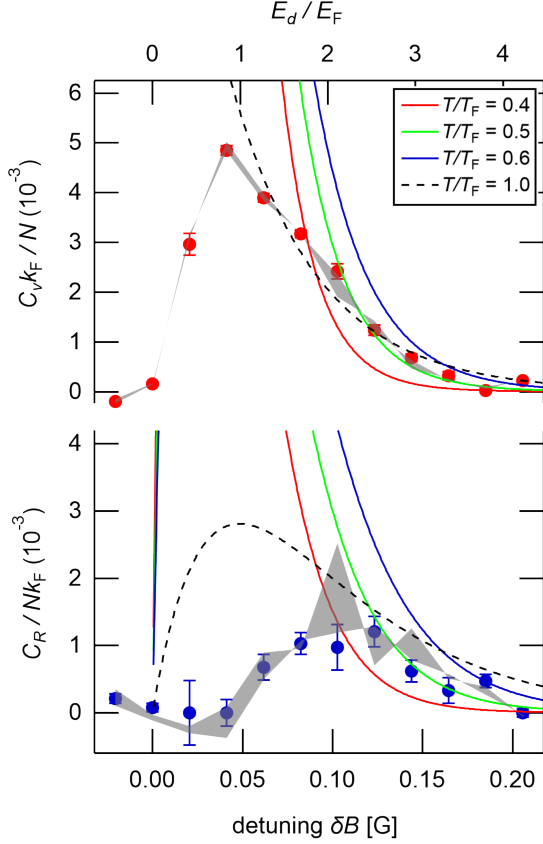 E_d / E_F
0 1 2 3 4
6
5
4
3
2
1
0
C_v k_F / N (10^-3)
T/T_F = 0.4
T/T_F = 0.5
T/T_F = 0.6
T/T_F = 1.0
4
3
2
1
0
C_R / Nk_F (10^-3)
0.00 0.05 0.10 0.15 0.20
detuning δB [G]